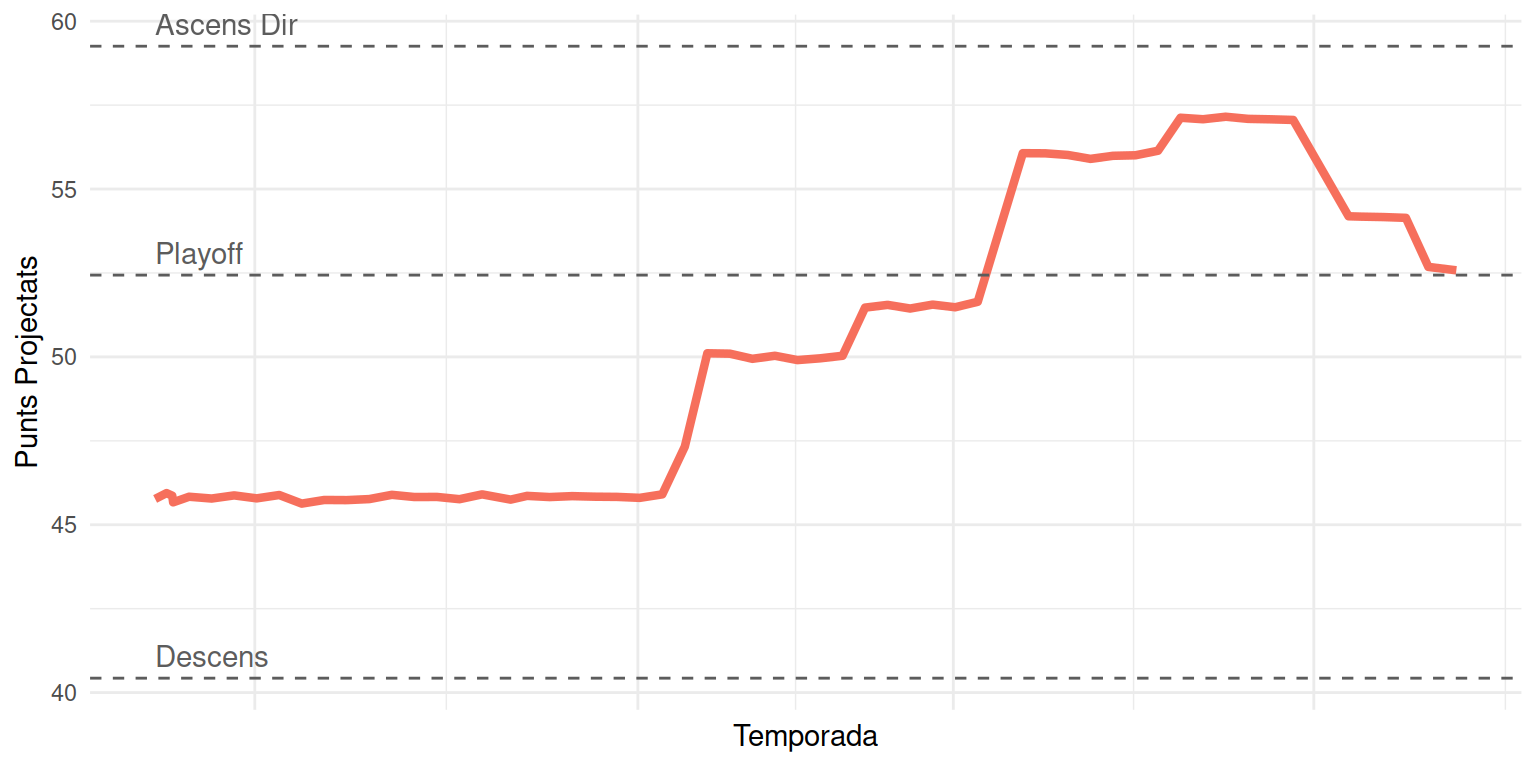 60
Ascens Dir
55
Playoff
50
45
Descens
40
Punts Projectats
Temporada